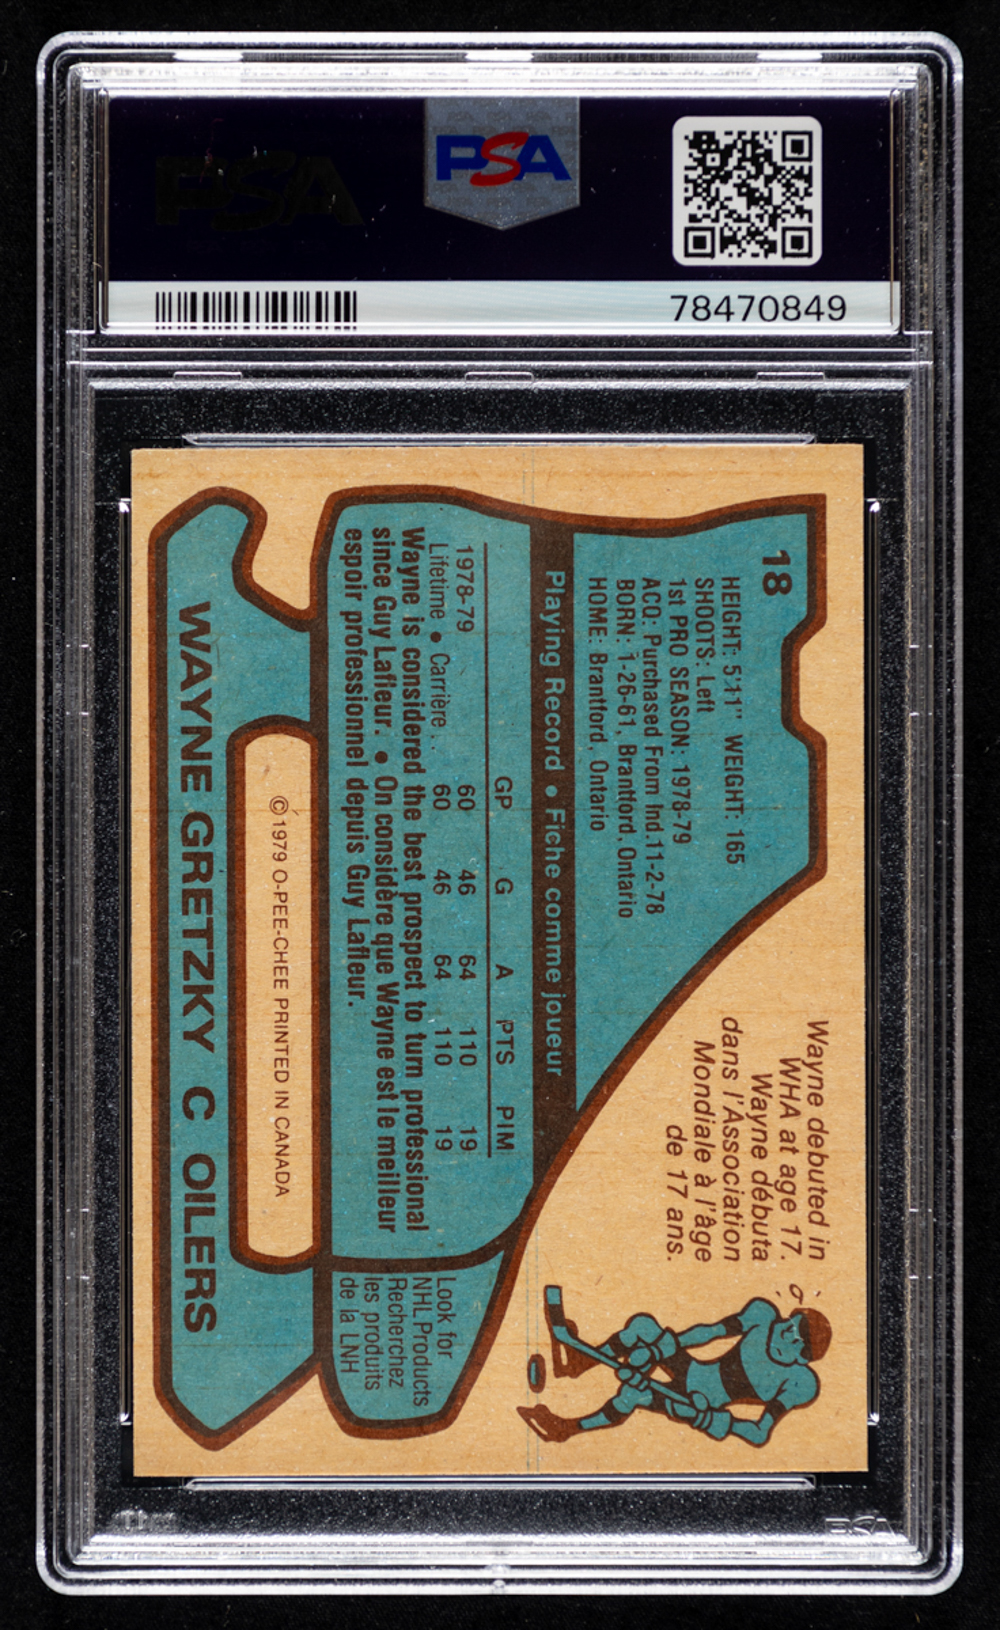 PSA
PSA
78470849
18
HEIGHT: 5'11" WEIGHT: 165
SHOOTS: Left
1st PRO SEASON: 1978-79
ACQ: Purchased From Ind.11-2-78
BORN: 1-26-61, Brantford, Ontario
HOME: Brantford, Ontario
Wayne debuted in
WHA at age 17.
Wayne débuta
dans l'Association
Mondiale à l'âge
de 17 ans.
Playing Record • Fiche comme joueur
GP G A PTS PIM
1978-79 60 46 64 110 19
Lifetime • Carrière . . 60 46 64 110 19
Wayne is considered the best prospect to turn professional
since Guy Lafleur. • On considère que Wayne est le meilleur
espoir professionnel depuis Guy Lafleur.
Look for
NHL Products
Recherchez
les produits
de la LNH
© 1979 O-PEE-CHEE PRINTED IN CANADA
WAYNE GRETZKY C OILERS
PSA